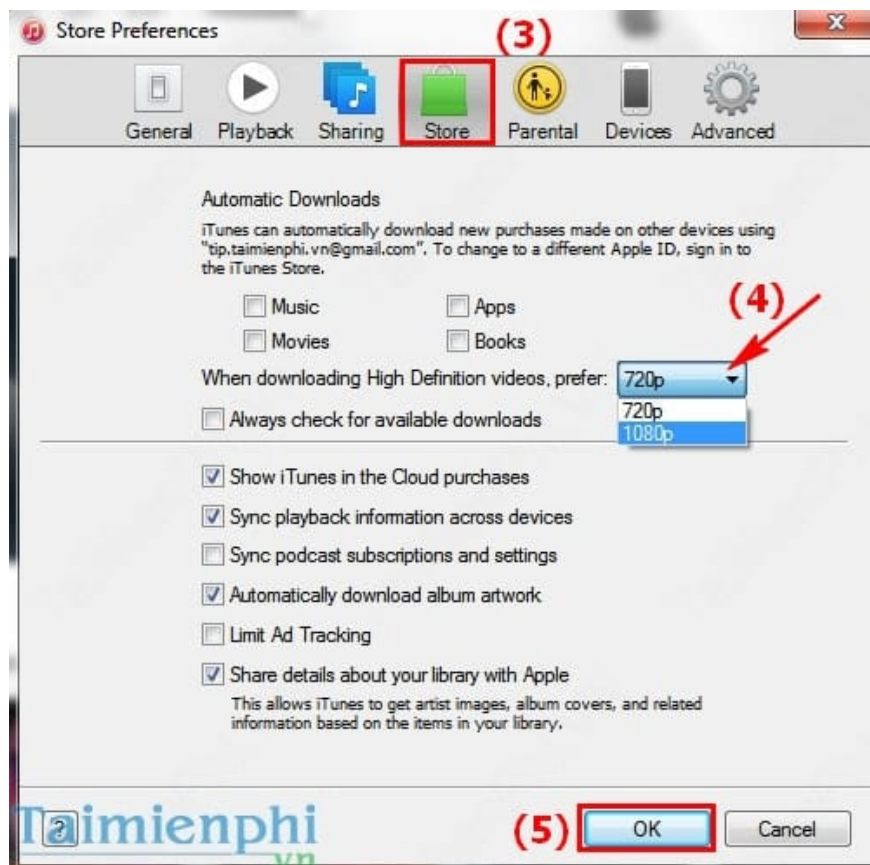 Store Preferences
(3)
General Playback Sharing Store Parental Devices Advanced
Automatic Downloads
iTunes can automatically download new purchases made on other devices using
"tip.taimienphi.vn@gmail.com". To change to a different Apple ID, sign in to
the iTunes Store.
Music Apps
(4)
Movies Books
When downloading High Definition videos, prefer: 720p
720p
Always check for available downloads
1080p
Show iTunes in the Cloud purchases
Sync playback information across devices
Sync podcast subscriptions and settings
Automatically download album artwork
Limit Ad Tracking
Share details about your library with Apple
This allows iTunes to get artist images, album covers, and related
information based on the items in your library.
Taimienphi
.vn
?
(5) OK Cancel